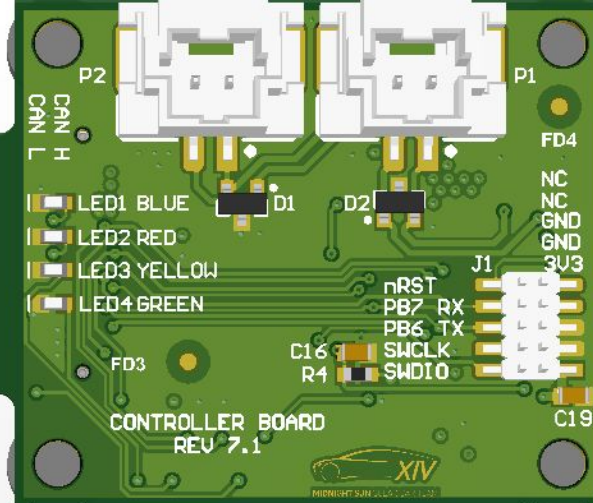 P2
P1
CAN H
CAN L
FD4
LED1 BLUE
LED2 RED
LED3 YELLOW
LED4 GREEN
D1
D2
NC
NC
GND
GND
3V3
J1
nRST
PB7 RX
PB6 TX
SWCLK
SWDIO
C16
R4
FD3
C19
CONTROLLER BOARD
REV 7.1
XIV
MIDNIGHT SUN